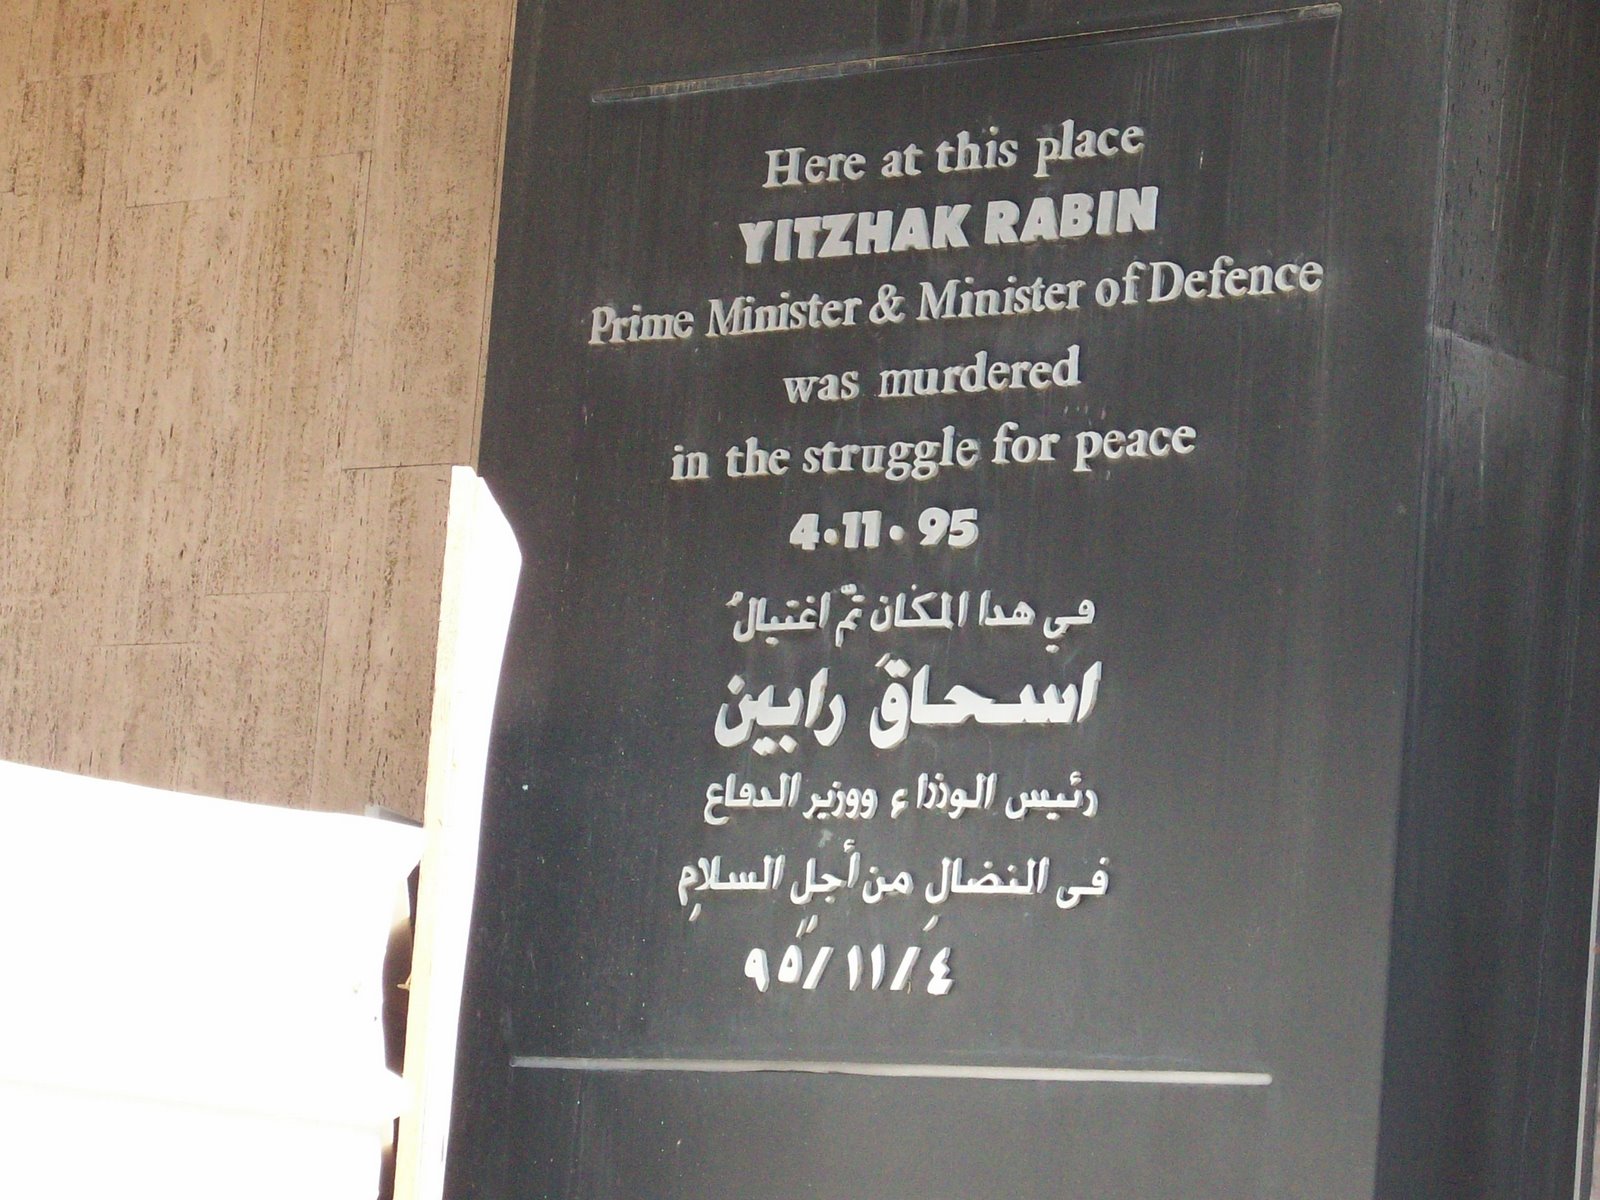 Here at this place
YITZHAK RABIN
Prime Minister & Minister of Defence
was murdered
in the struggle for peace
4·11·95
في هدا المكان تمّ اغتيالُ
اسحاقَ رابين
رئيس الوزراء ووزير الدفاع
فى النضالِ من أجلِ السلامِ
٩٥/١١/٤